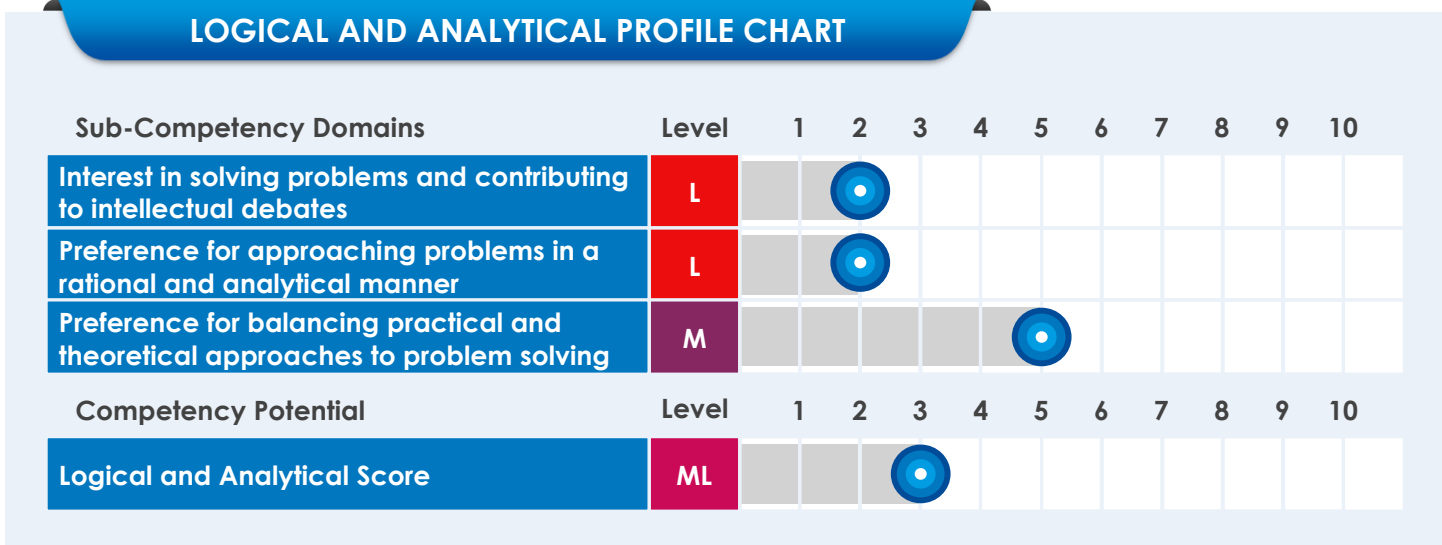 LOGICAL AND ANALYTICAL PROFILE CHART
Sub-Competency Domains Level 1 2 3 4 5 6 7 8 9 10
Interest in solving problems and contributing
to intellectual debates
L
Preference for approaching problems in a
rational and analytical manner
L
Preference for balancing practical and
theoretical approaches to problem solving
M
Competency Potential Level 1 2 3 4 5 6 7 8 9 10
Logical and Analytical Score ML